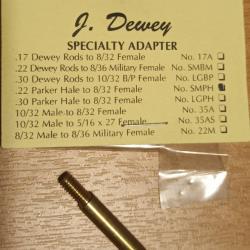 J. Dewey
SPECIALTY ADAPTER
.17 Dewey Rods to 8/32 Female No. 17A
.22 Dewey Rods to 8/36 Military Female No. SMBM
.30 Dewey Rods to 10/32 B/P Female No. LGBP
.22 Parker Hale to 8/32 Female No. SMPH
.30 Parker Hale to 8/32 Female No. LGPH
10/32 Male to 8/32 Female No. 35A
10/32 Male to 5/16 x 27 Female No. 35AS
8/32 Male to 8/36 Military Female No. 22M